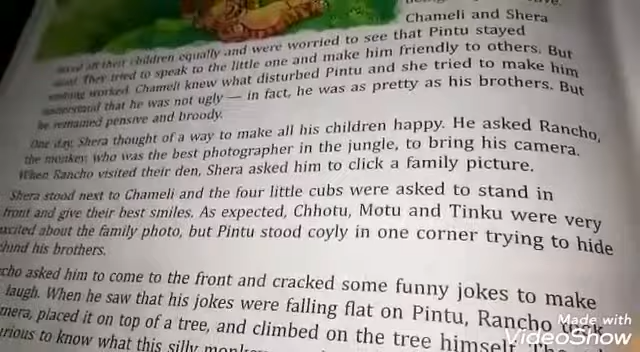 Chameli and Shera
their children equally and were worried to see that Pintu stayed
They tried to speak to the little one and make him friendly to others. But
nothing worked. Chameli knew what disturbed Pintu and she tried to make him
understand that he was not ugly — in fact, he was as pretty as his brothers. But
he remained pensive and broody.
One day, Shera thought of a way to make all his children happy. He asked Rancho,
the monkey, who was the best photographer in the jungle, to bring his camera.
When Rancho visited their den, Shera asked him to click a family picture.
Shera stood next to Chameli and the four little cubs were asked to stand in
front and give their best smiles. As expected, Chhotu, Motu and Tinku were very
excited about the family photo, but Pintu stood coyly in one corner trying to hide
his brothers.
cho asked him to come to the front and cracked some funny jokes to make
laugh. When he saw that his jokes were falling flat on Pintu, Rancho took
mera, placed it on top of a tree, and climbed on the tree himself.
rious to know what this silly
Made with
VideoShow